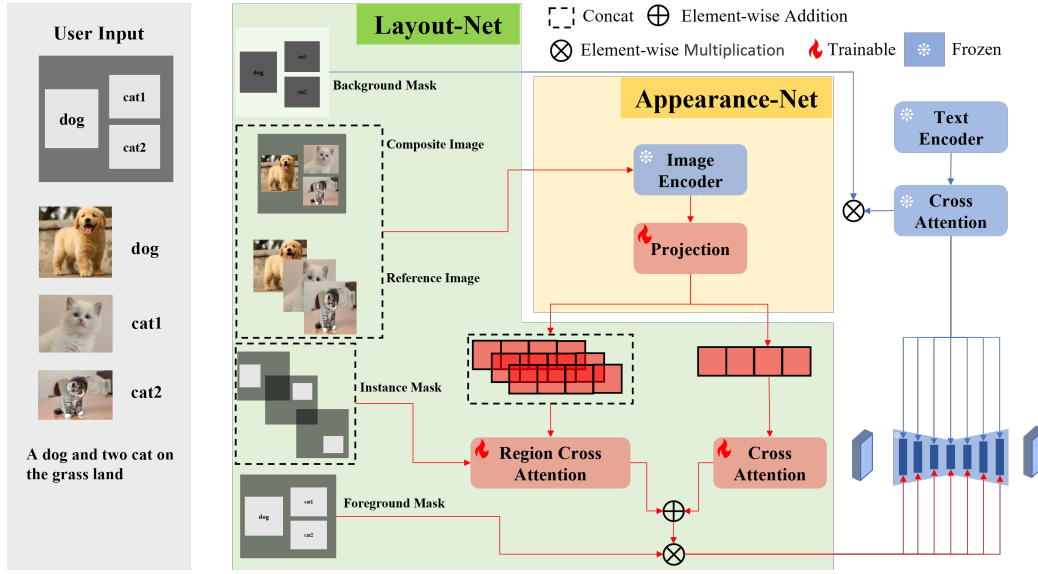 User Input
dog
cat1
cat2
dog
cat1
cat2
A dog and two cat on
the grass land
Layout-Net
dog
cat1
cat2
Background Mask
Composite Image
Reference Image
Instance Mask
Foreground Mask
dog
cat1
cat2
Appearance-Net
Image
Encoder
Projection
Region Cross
Attention
Cross
Attention
Concat
Element-wise Addition
Element-wise Multiplication
Trainable
Frozen
Text
Encoder
Cross
Attention